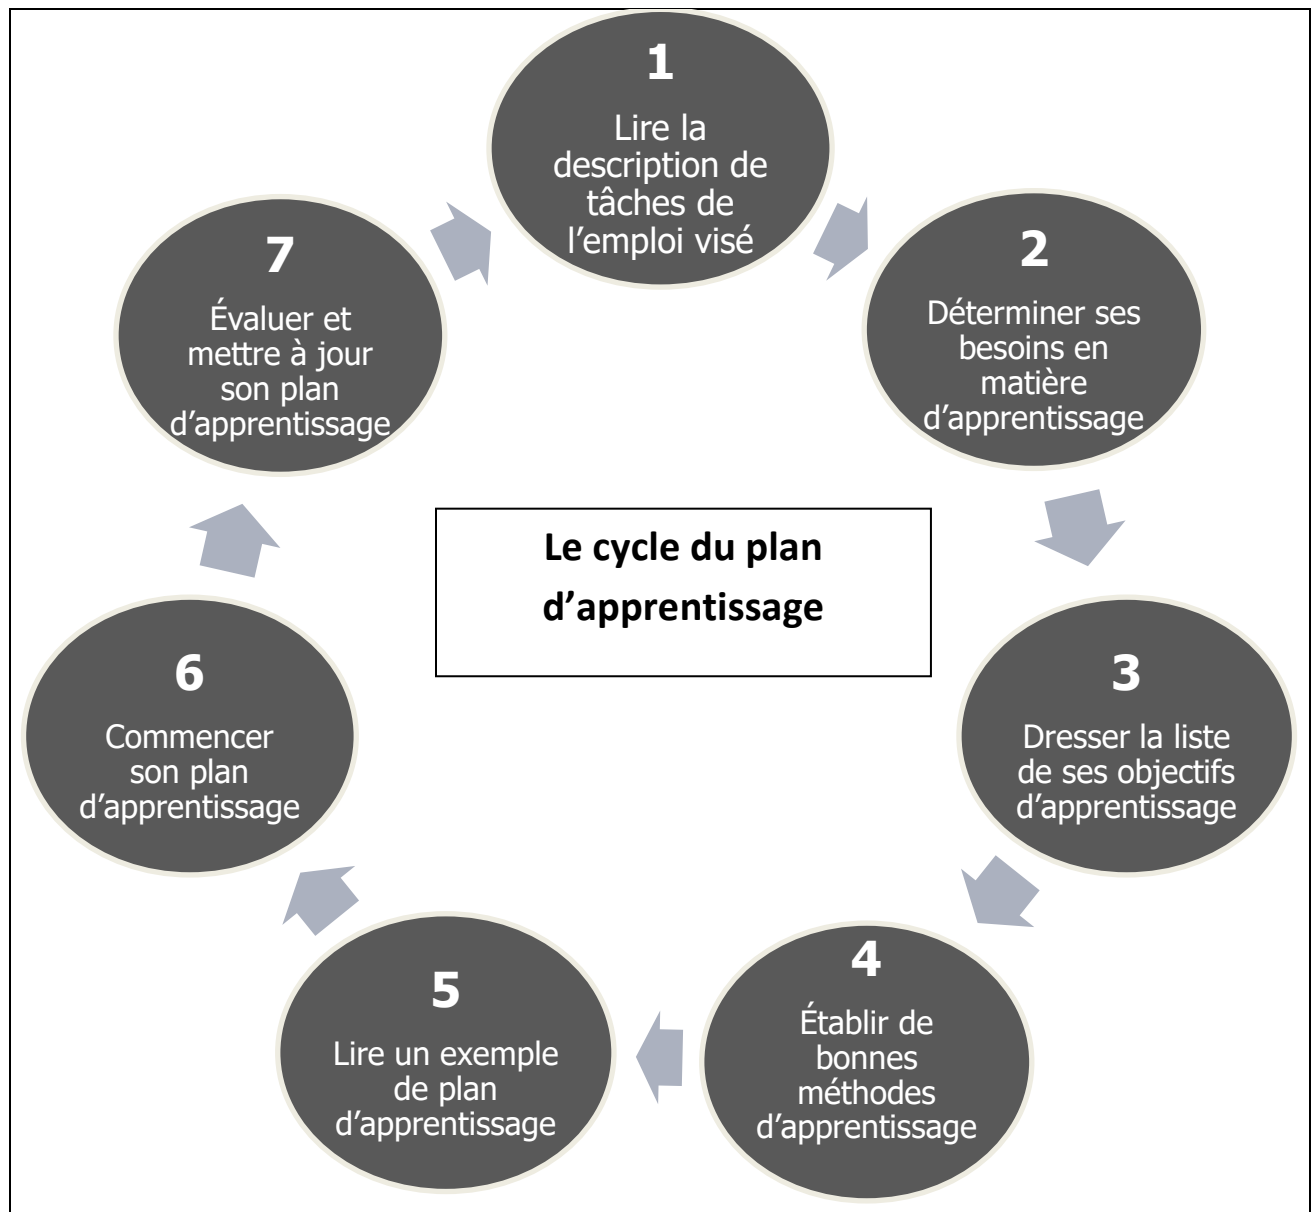 1
Lire la
description de
tâches de
l'emploi visé
2
Déterminer ses
besoins en
matière
d'apprentissage
3
Dresser la liste
de ses objectifs
d'apprentissage
4
Établir de
bonnes
méthodes
d'apprentissage
5
Lire un exemple
de plan
d'apprentissage
6
Commencer
son plan
d'apprentissage
7
Évaluer et
mettre à jour
son plan
d'apprentissage
Le cycle du plan
d'apprentissage